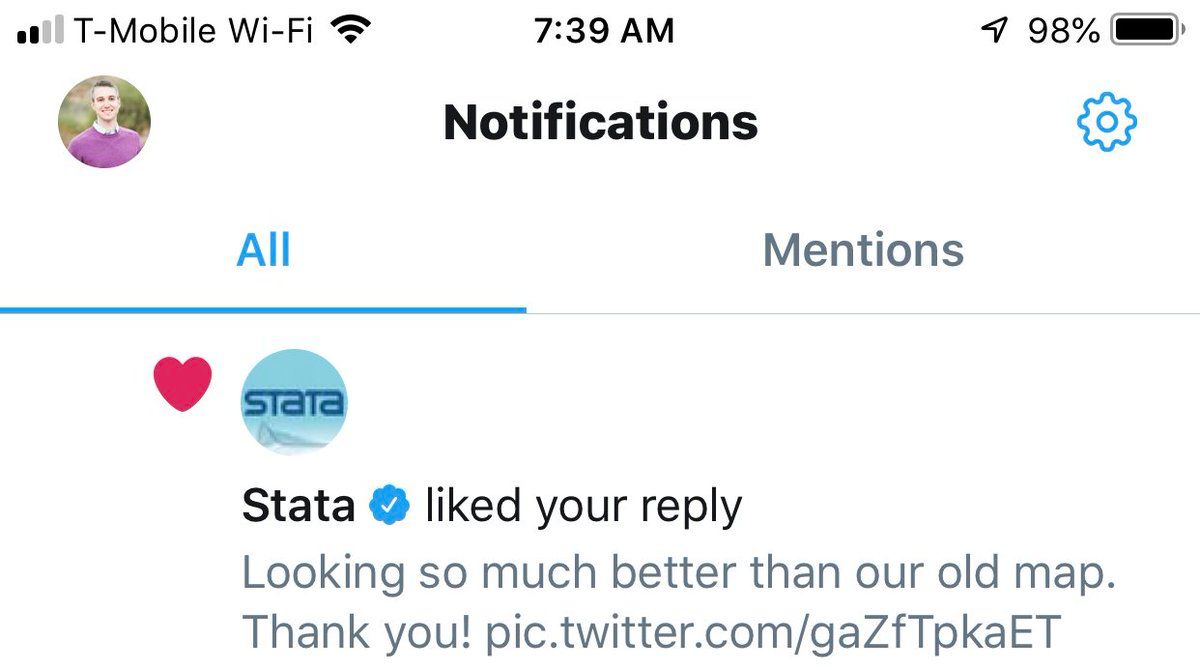 T-Mobile Wi-Fi 7:39 AM 98%
Notifications
All Mentions
STATA
Stata liked your reply
Looking so much better than our old map.
Thank you! pic.twitter.com/gaZfTpkaET